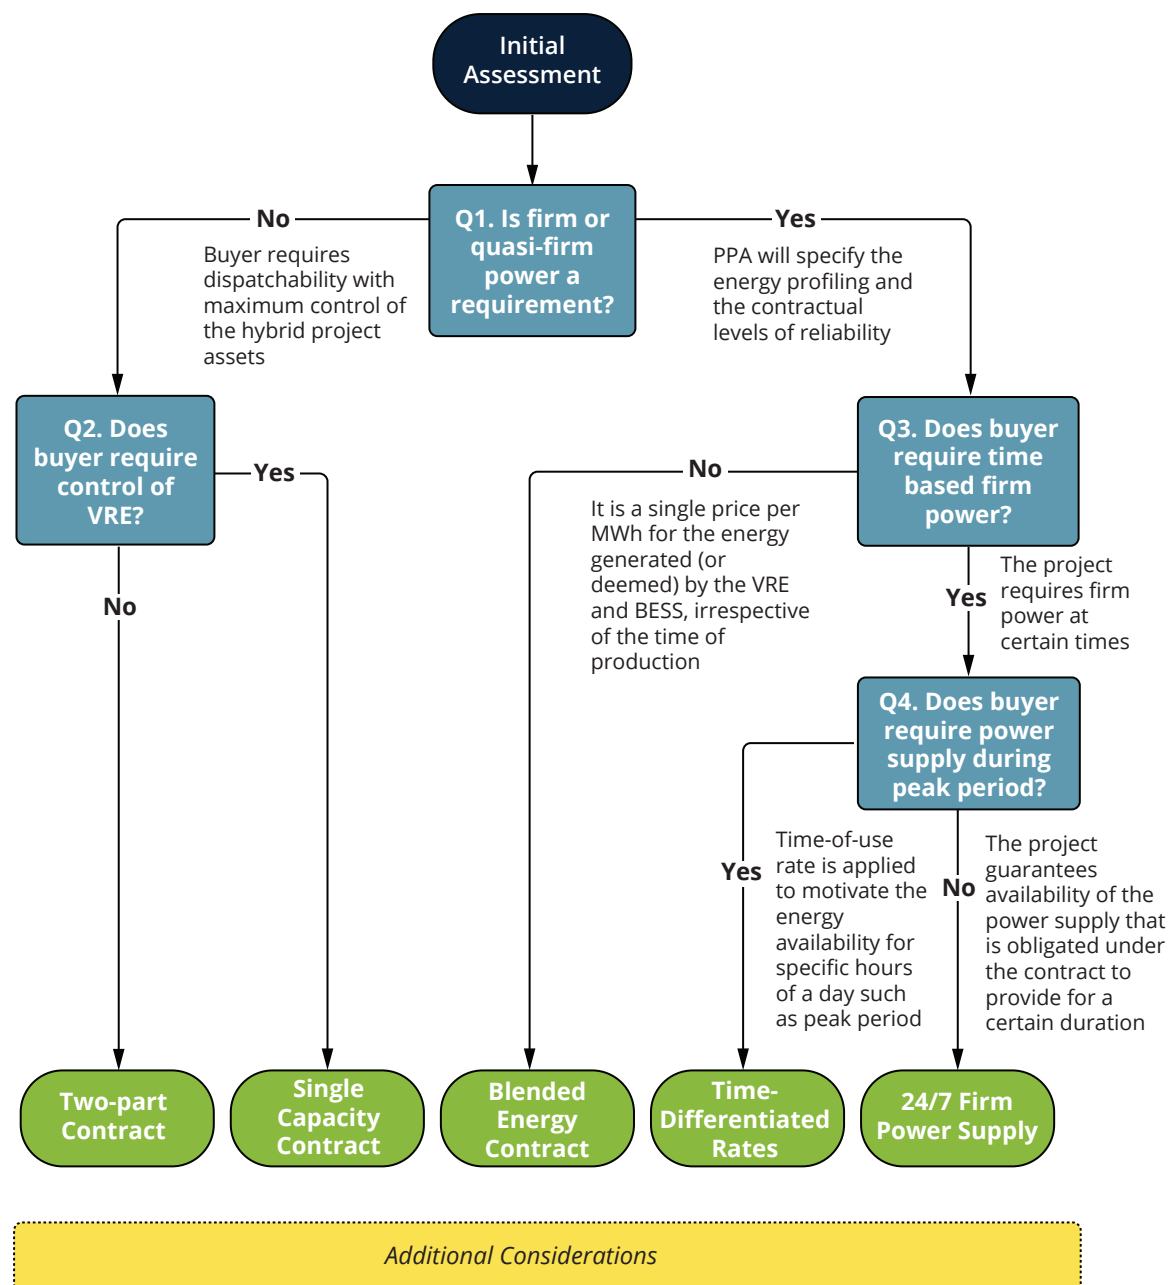 Initial
Assessment
Q1. Is firm or
quasi-firm
power a
requirement?
No
Buyer requires
dispatchability with
maximum control of
the hybrid project
assets
Yes
PPA will specify the
energy profiling and
the contractual
levels of reliability
Q2. Does
buyer require
control of
VRE?
Yes
No
Q3. Does buyer
require time
based firm
power?
No
It is a single price per
MWh for the energy
generated (or
deemed) by the VRE
and BESS, irrespective
of the time of
production
Yes
The project
requires firm
power at
certain times
Q4. Does buyer
require power
supply during
peak period?
Yes
Time-of-use
rate is applied
to motivate the
energy
availability for
specific hours
of a day such
as peak period
No
The project
guarantees
availability of the
power supply that
is obligated under
the contract to
provide for a
certain duration
Two-part
Contract
Single
Capacity
Contract
Blended
Energy
Contract
Time-
Differentiated
Rates
24/7 Firm
Power Supply
Additional Considerations